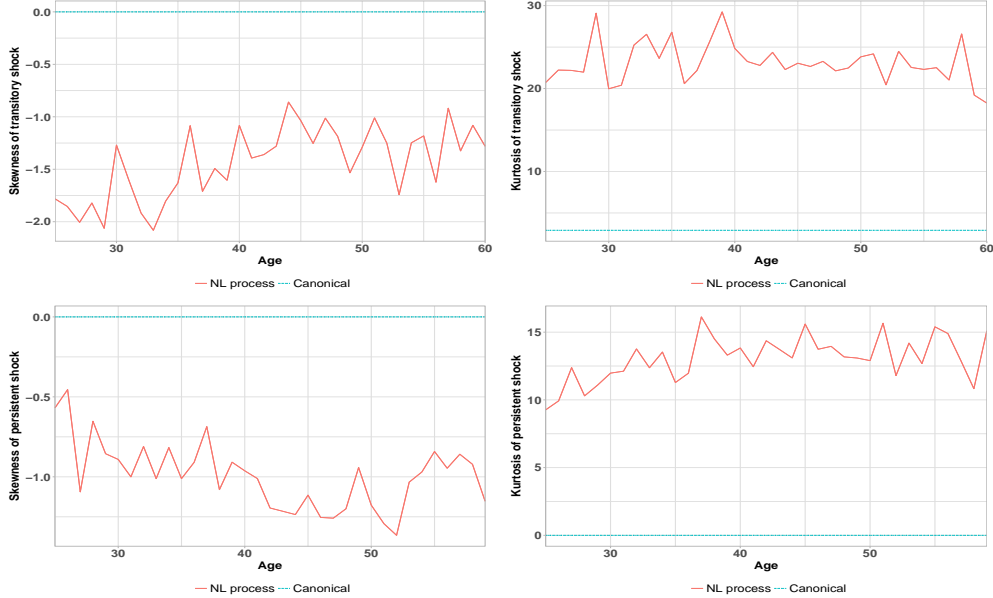 Skewness of transitory shock
0.0
−0.5
−1.0
−1.5
−2.0
30
40
50
60
Age
NL process
Canonical
Kurtosis of transitory shock
30
20
10
30
40
50
60
Age
NL process
Canonical
Skewness of persistent shock
0.0
−0.5
−1.0
30
40
50
Age
NL process
Canonical
Kurtosis of persistent shock
15
10
5
0
30
40
50
Age
NL process
Canonical